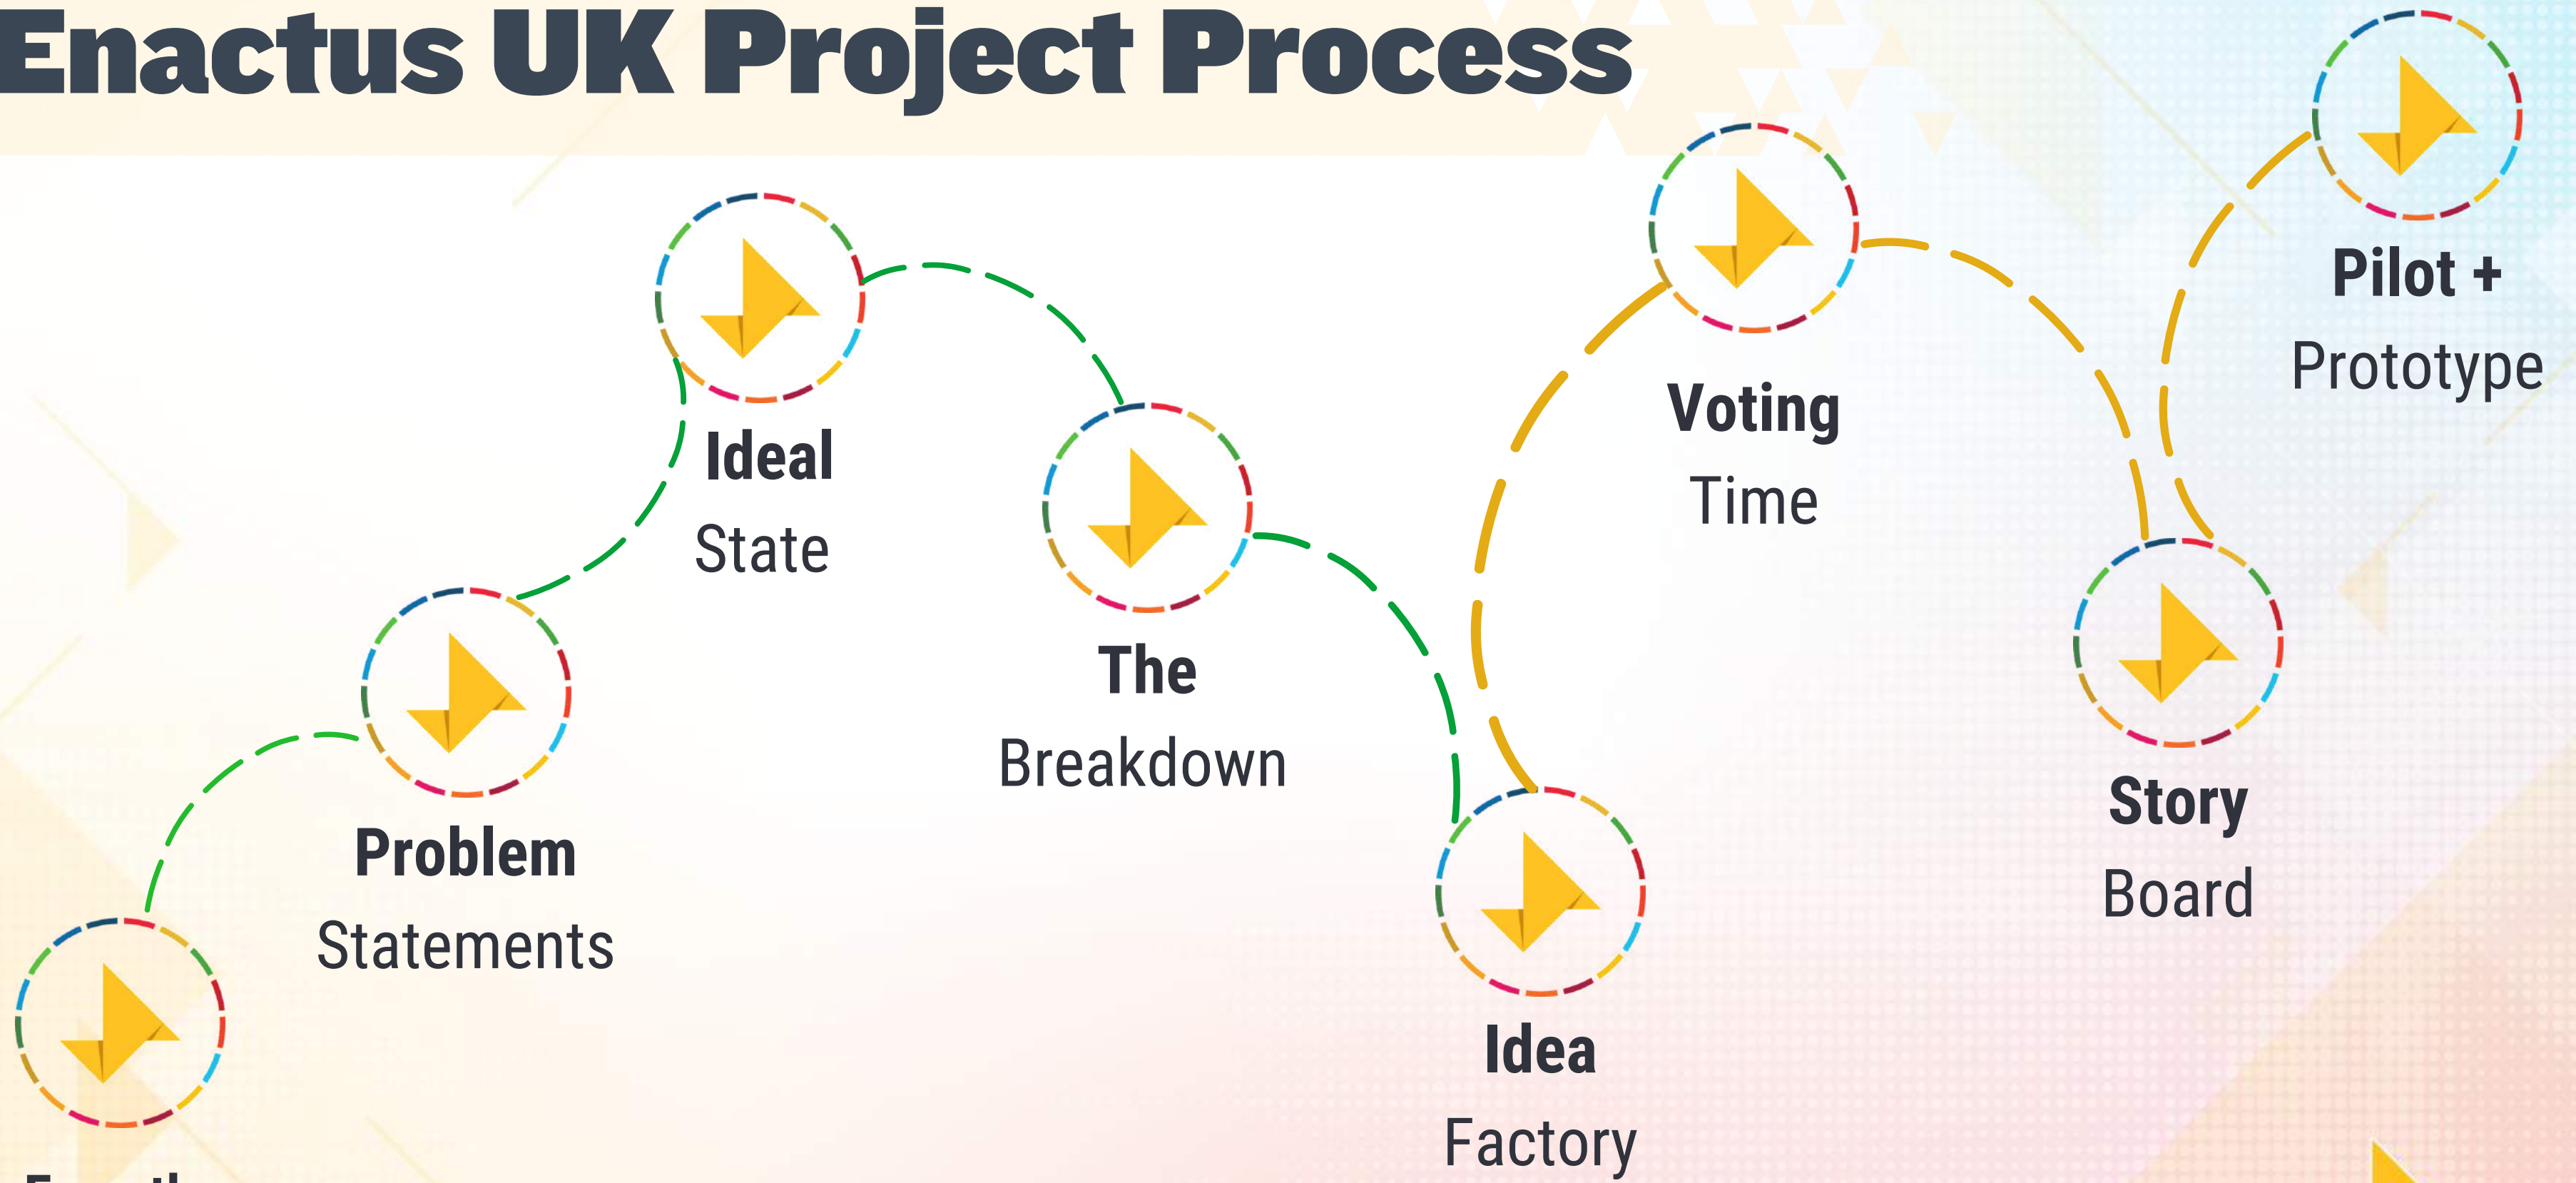 Enactus UK Project Process
Problem
Statements
Ideal
State
The
Breakdown
Idea
Factory
Voting
Time
Story
Board
Pilot +
Prototype